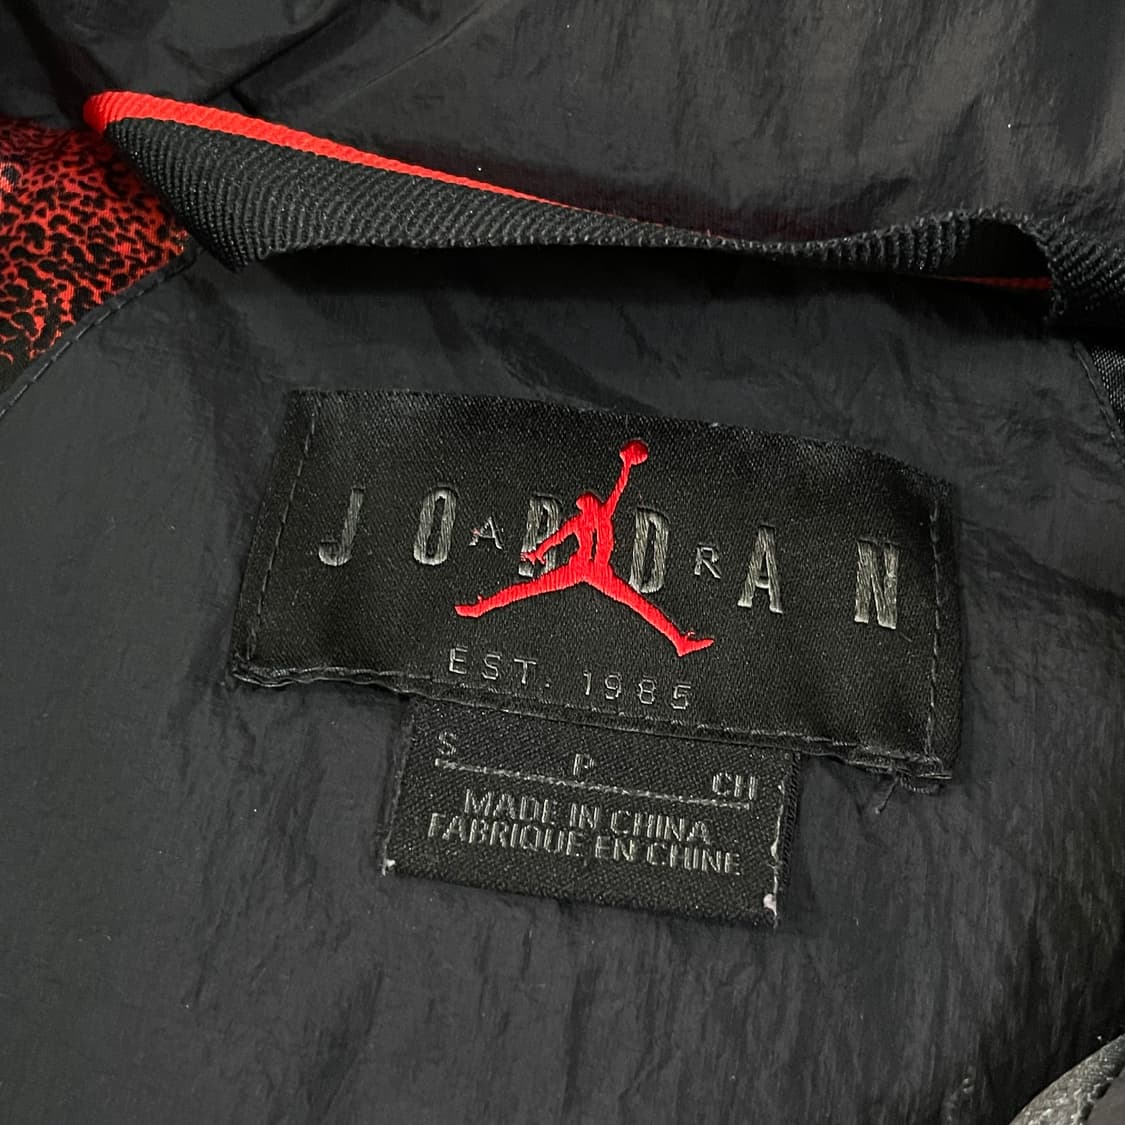 JORDAN
AIR
EST. 1985
S P CH
MADE IN CHINA
FABRIQUE EN CHINE